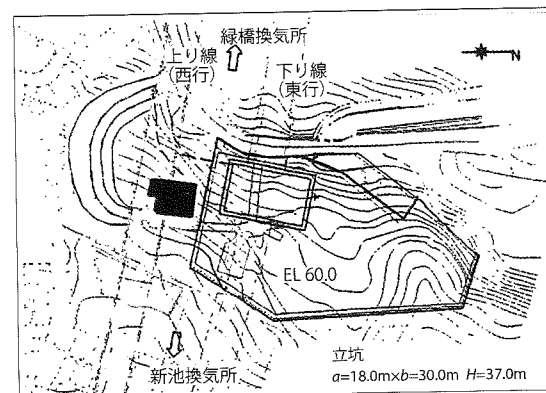 緑橋換気所
上り線
(西行)
下り線
(東行)
N
EL 60.0
新池換気所
立坑
a=18.0m×b=30.0m H=37.0m